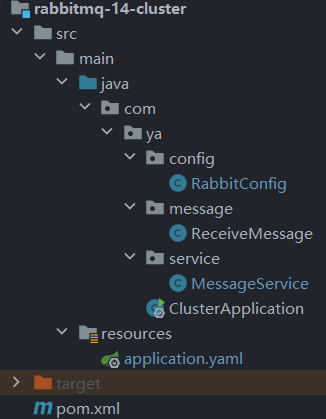 rabbitmq-14-cluster
src
main
java
com
ya
config
RabbitConfig
message
ReceiveMessage
service
MessageService
ClusterApplication
resources
application.yaml
target
pom.xml